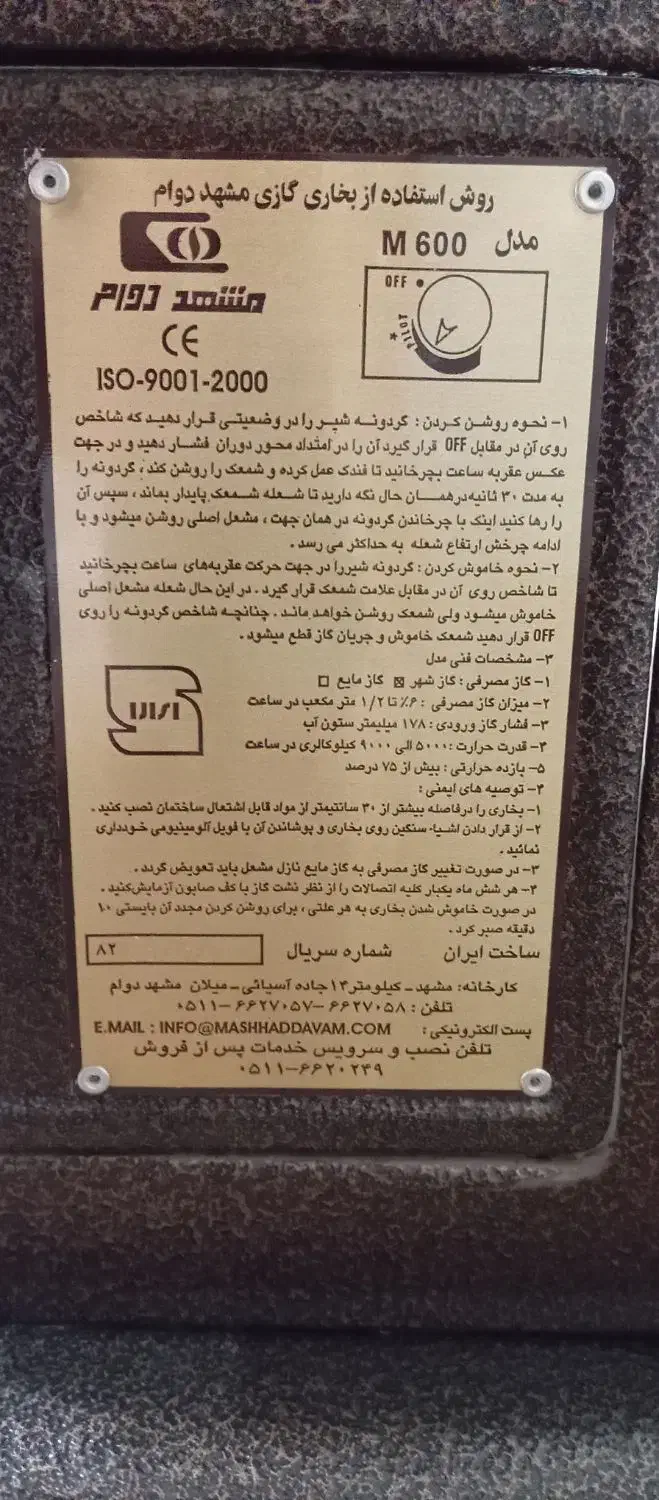 روش استفاده از بخاری گازی مشهد دوام
مدل M 600
OFF
PILOT
مشهد دوام
CE
ISO-9001-2000
۱- نحوه روشن کردن : گردونه شیر را در وضعیتی قرار دهید که شاخص
روی آن در مقابل OFF قرار گیرد آن را در امتداد محور دوران فشار دهید و در جهت
عکس عقربه ساعت بچرخانید تا فندک عمل کرده و شمعک را روشن کند، گردونه را
به مدت ۳۰ ثانیه درهمان حال نگه دارید تا شعله شمعک پایدار بماند ، سپس آن
را رها کنید اینک با چرخاندن گردونه در همان جهت ، مشعل اصلی روشن میشود و با
ادامه چرخش ارتفاع شعله به حداکثر می رسد .
۲- نحوه خاموش کردن : گردونه شیررا در جهت حرکت عقربه‌های ساعت بچرخانید
تا شاخص روی آن در مقابل علامت شمعک قرار گیرد . در این حال شعله مشعل اصلی
خاموش میشود ولی شمعک روشن خواهد ماند . چنانچه شاخص گردونه را روی
OFF قرار دهید شمعک خاموش و جریان گاز قطع میشود .
۳- مشخصات فنی مدل
۱- گاز مصرفی : گاز شهر ☒ گاز مایع ☐
۲- میزان گاز مصرفی : ۰/۶ تا ۱/۲ متر مکعب در ساعت
۳- فشار گاز ورودی : ۱۷۸ میلیمتر ستون آب
۴- قدرت حرارت : ۵۰۰۰ الی ۹۰۰۰ کیلوکالری در ساعت
۵- بازده حرارتی : بیش از ۷۵ درصد
۴- توصیه های ایمنی :
۱- بخاری را درفاصله بیشتر از ۳۰ سانتیمتر از مواد قابل اشتعال ساختمان نصب کنید .
۲- از قرار دادن اشیاء سنگین روی بخاری و پوشاندن آن با فویل آلومینیومی خودداری
نمائید .
۳- در صورت تغییر گاز مصرفی به گاز مایع نازل مشعل باید تعویض گردد .
۴- هر شش ماه یکبار کلیه اتصالات را از نظر نشت گاز با کف صابون آزمایش‌کنید .
در صورت خاموش شدن بخاری به هر علتی ، برای روشن کردن مجدد آن بایستی ۱۰
دقیقه صبر کرد .
ساخت ایران شماره سریال ۸۲
کارخانه: مشهد - کیلومتر ۱۴ جاده آسیائی - میلان مشهد دوام
تلفن : ۶۶۲۷۰۵۸ - ۶۶۲۷۰۵۷ - ۰۵۱۱
پست الکترونیکی : E.MAIL : INFO@MASHHADDAVAM.COM
تلفن نصب و سرویس خدمات پس از فروش
۰۵۱۱-۶۶۲۰۲۴۹